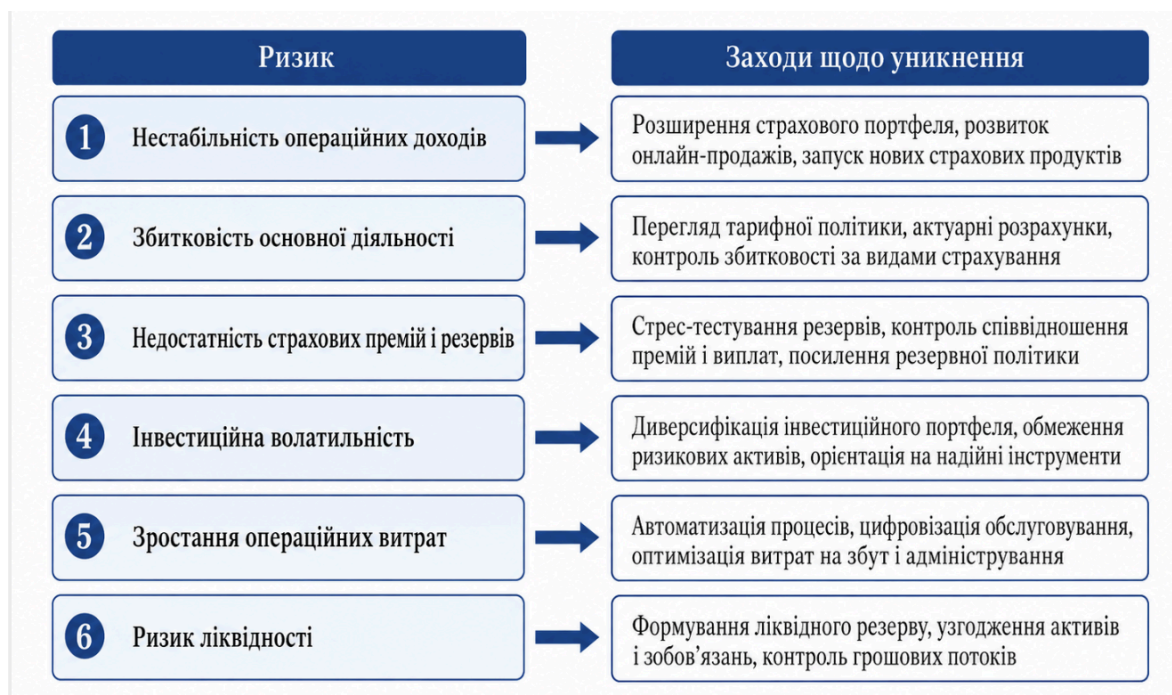 Ризик
Заходи щодо уникнення
1
Нестабільність операційних доходів
Розширення страхового портфеля, розвиток
онлайн-продажів, запуск нових страхових продуктів
2
Збитковість основної діяльності
Перегляд тарифної політики, актуарні розрахунки,
контроль збитковості за видами страхування
3
Недостатність страхових премій і резервів
Стрес-тестування резервів, контроль співвідношення
премій і виплат, посилення резервної політики
4
Інвестиційна волатильність
Диверсифікація інвестиційного портфеля, обмеження
ризикових активів, орієнтація на надійні інструменти
5
Зростання операційних витрат
Автоматизація процесів, цифровізація обслуговування,
оптимізація витрат на збут і адміністрування
6
Ризик ліквідності
Формування ліквідного резерву, узгодження активів
і зобов’язань, контроль грошових потоків